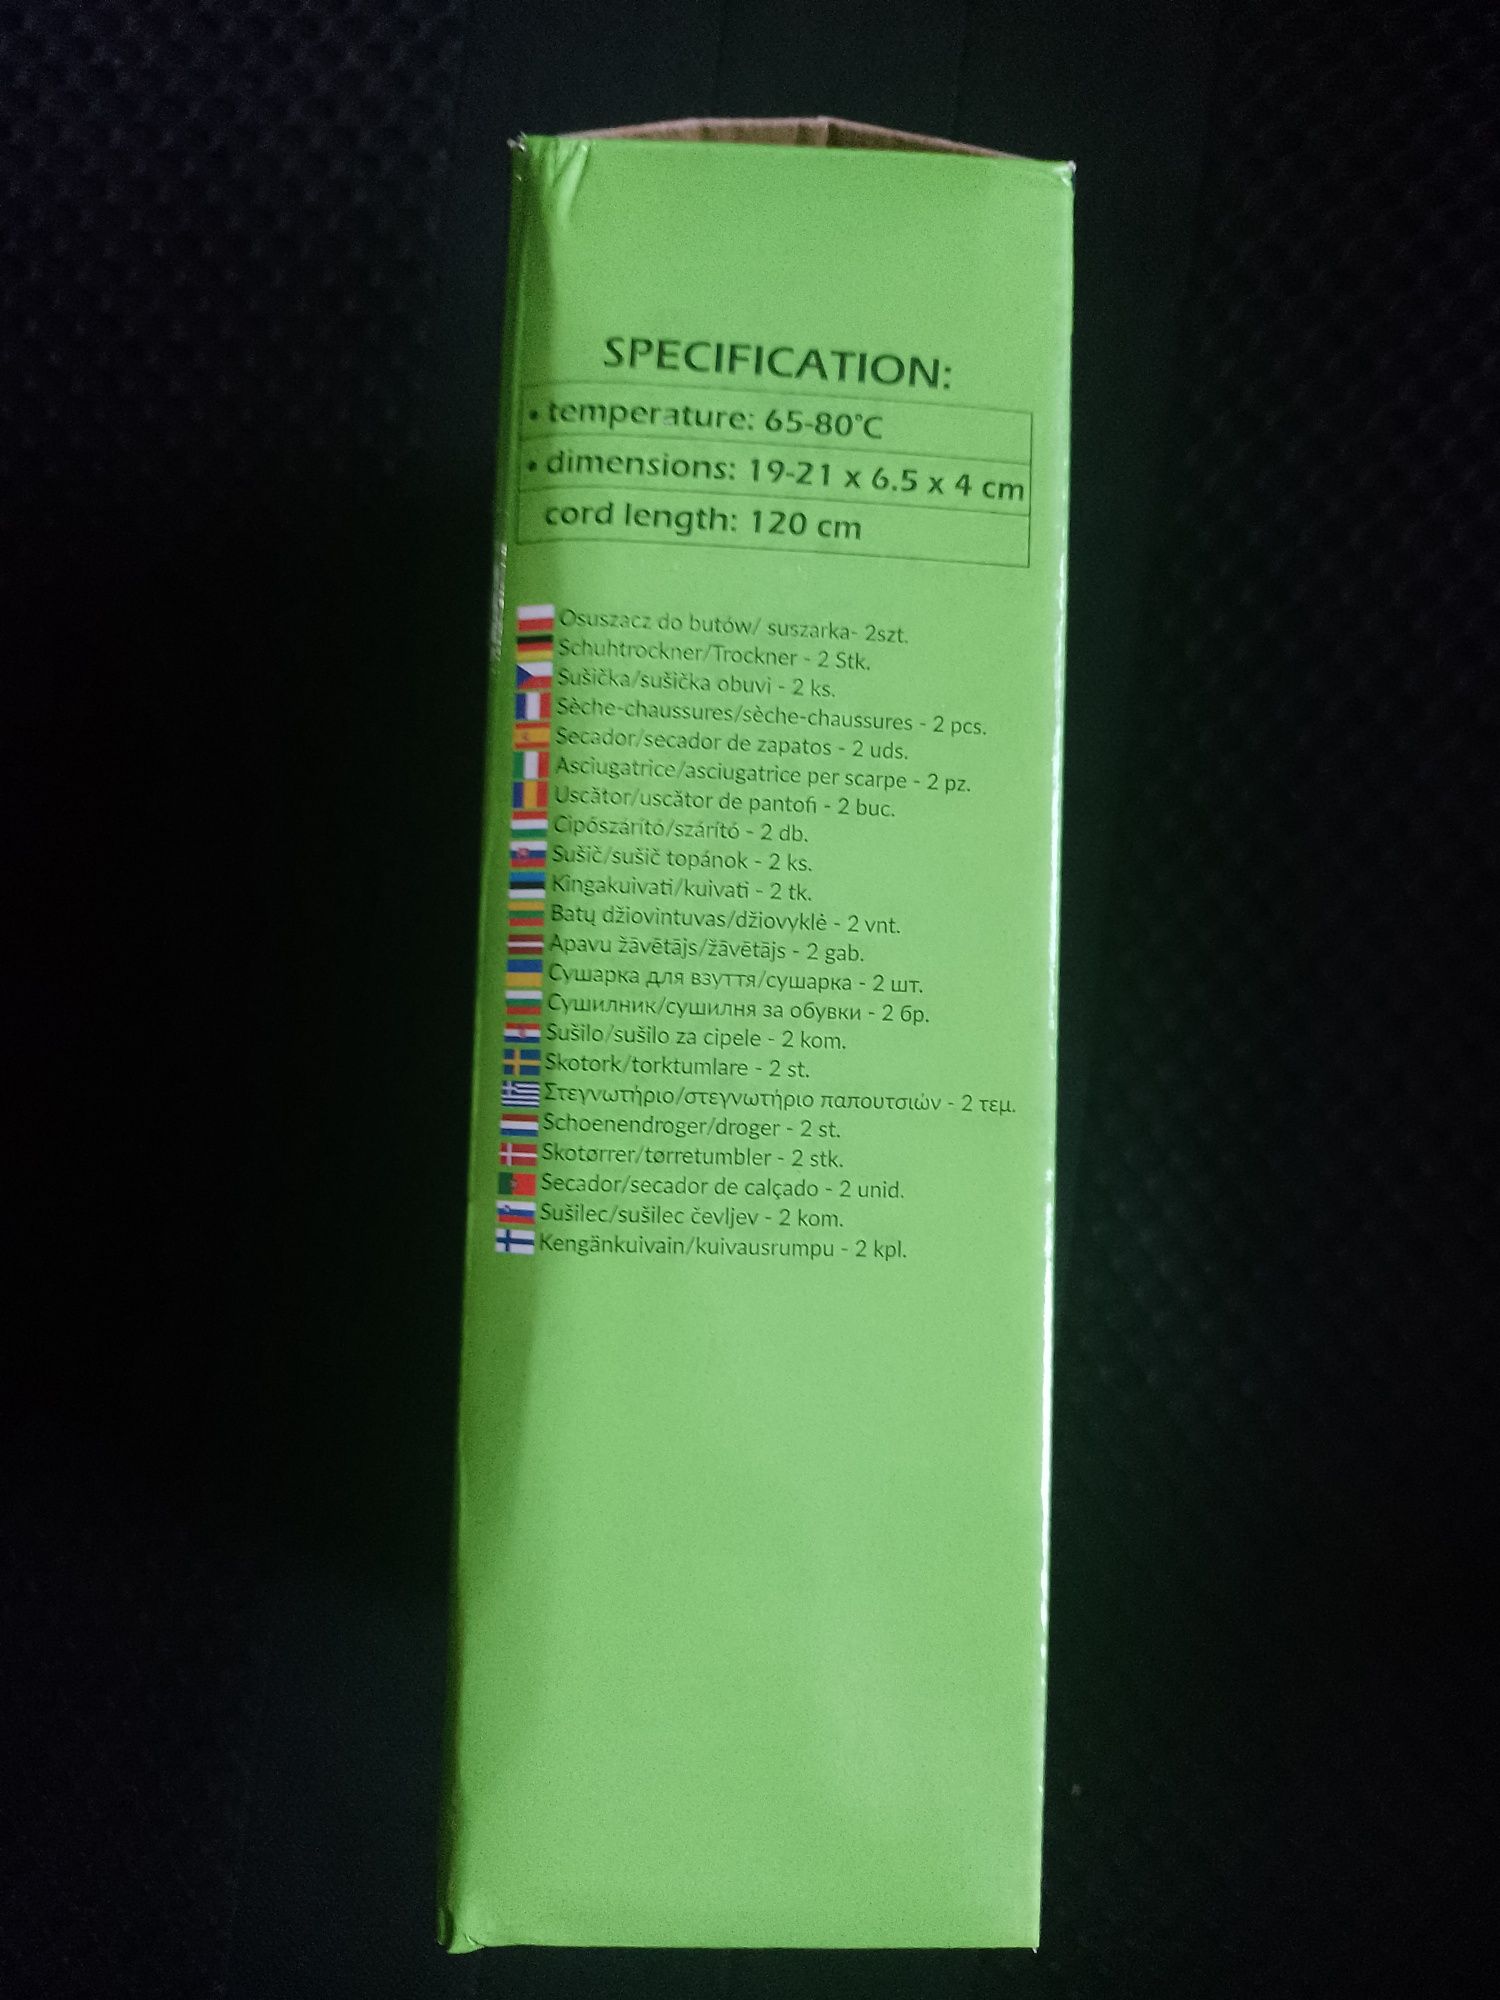 SPECIFICATION:
• temperature: 65-80°C
• dimensions: 19-21 x 6.5 x 4 cm
cord length: 120 cm
Osuszacz do butów/ suszarka- 2szt.
Schuhtrockner/Trockner - 2 Stk.
Sušička/sušička obuvi - 2 ks.
Sèche-chaussures/sèche-chaussures - 2 pcs.
Secador/secador de zapatos - 2 uds.
Asciugatrice/asciugatrice per scarpe - 2 pz.
Uscător/uscător de pantofi - 2 buc.
Cipőszárító/szárító - 2 db.
Sušič/sušič topánok - 2 ks.
Kingakuivati/kuivati - 2 tk.
Batų džiovintuvas/džiovyklė - 2 vnt.
Apavu žāvētājs/žāvētājs - 2 gab.
Сушарка для взуття/сушарка - 2 шт.
Сушилник/сушилня за обувки - 2 бр.
Sušilo/sušilo za cipele - 2 kom.
Skotork/torktumlare - 2 st.
Στεγνωτήριο/στεγνωτήριο παπουτσιών - 2 τεμ.
Schoenendroger/droger - 2 st.
Skotørrer/tørretumbler - 2 stk.
Secador/secador de calçado - 2 unid.
Sušilec/sušilec čevljev - 2 kom.
Kengänkuivain/kuivausrumpu - 2 kpl.